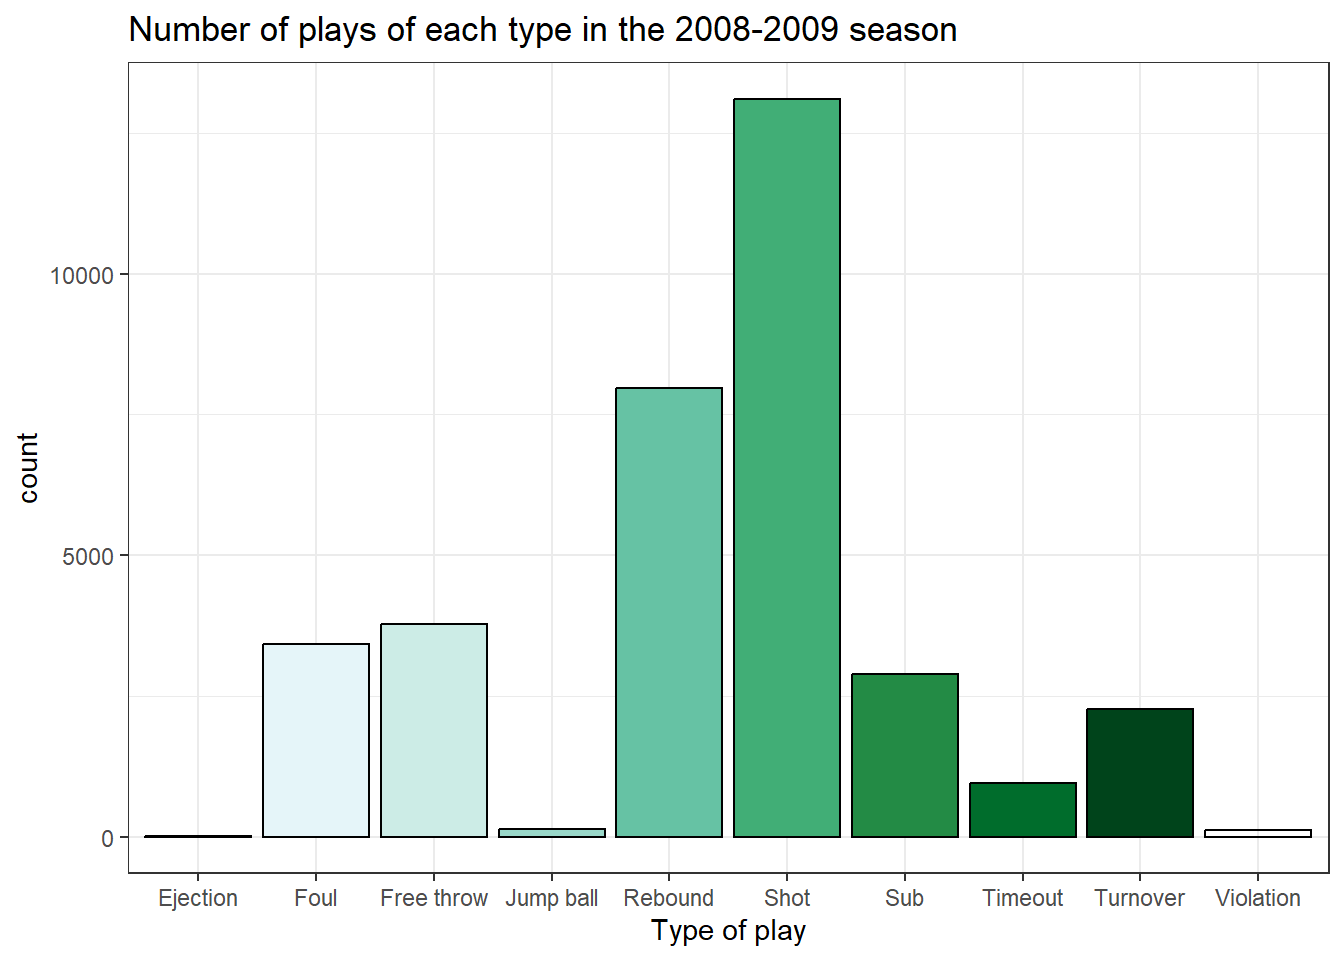 Number of plays of each type in the 2008-2009 season
count
10000
5000
0
Ejection Foul Free throw Jump ball Rebound Shot Sub Timeout Turnover Violation
Type of play